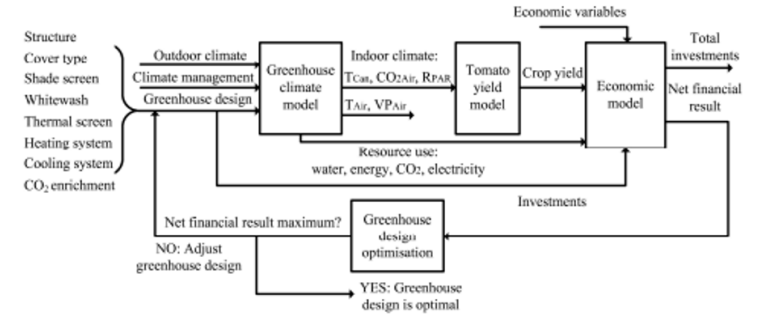 Structure
Cover type
Shade screen
Whitewash
Thermal screen
Heating system
Cooling system
CO2 enrichment
Outdoor climate
Climate management
Greenhouse design
Greenhouse
climate
model
Indoor climate:
TCan, CO2Air, RPAR
TAir, VPAir
Tomato
yield
model
Crop yield
Economic variables
Economic
model
Total
investments
Net financial
result
Resource use:
water, energy, CO2, electricity
Investments
Net financial result maximum?
Greenhouse
design
optimisation
NO: Adjust
greenhouse design
YES: Greenhouse
design is optimal